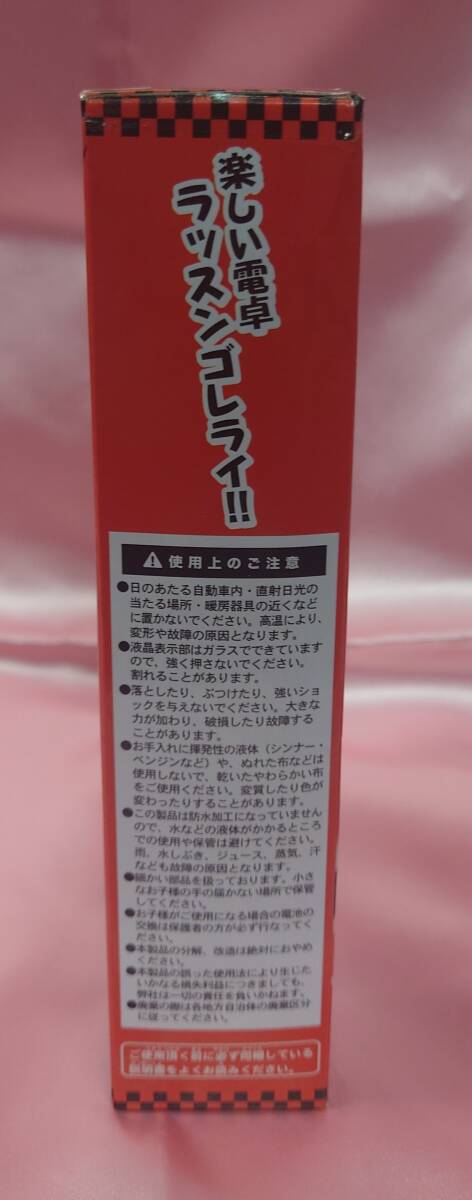 楽しい電卓
ラッスンゴレライ!!
⚠使用上のご注意
●日のあたる自動車内・直射日光の
当たる場所・暖房器具の近くなど
に置かないでください。高温により、
変形や故障の原因となります。
●液晶表示部はガラスでできています
ので、強く押さないでください。
割れることがあります。
●落としたり、ぶつけたり、強いショ
ックを与えないでください。大きな
力が加わり、破損したり故障する
ことがあります。
●お手入れに揮発性の液体（シンナー・
ベンジンなど）や、ぬれた布などは
使用しないで、乾いたやわらかい布
をご使用ください。変質したり色が
変わったりすることがあります。
●この製品は防水加工になっていません
ので、水などの液体がかかるところ
での使用や保管は避けてください。
雨、水しぶき、ジュース、蒸気、汗
なども故障の原因となります。
●細かい部品を扱っております。小さ
なお子様の手の届かない場所で保管
してください。
●お子様がご使用になる場合の電池の
交換は保護者の方が必ず行なってく
ださい。
●本製品の分解、改造は絶対におやめ
ください。
●本製品の誤った使用法により生じた
いかなる損失利益につきましても、
弊社は一切の責任を負いかねます。
●廃棄の際は各地方自治体の廃棄区分
に従ってください。
ご使用頂く前に必ず同梱している
説明書をよくお読みください。